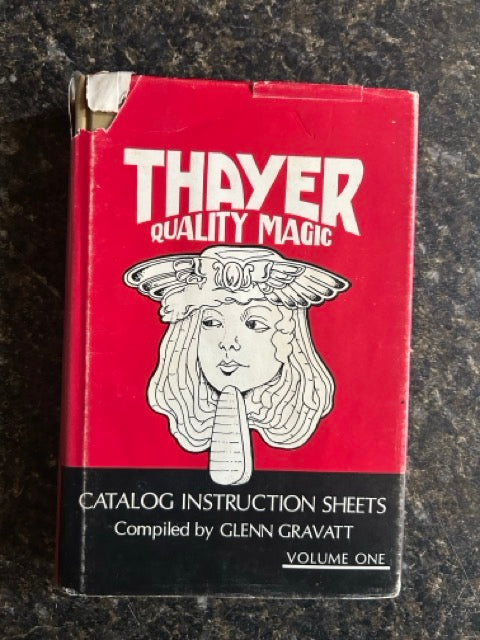 THAYER
QUALITY MAGIC
CATALOG INSTRUCTION SHEETS
Compiled by GLENN GRAVATT
VOLUME ONE